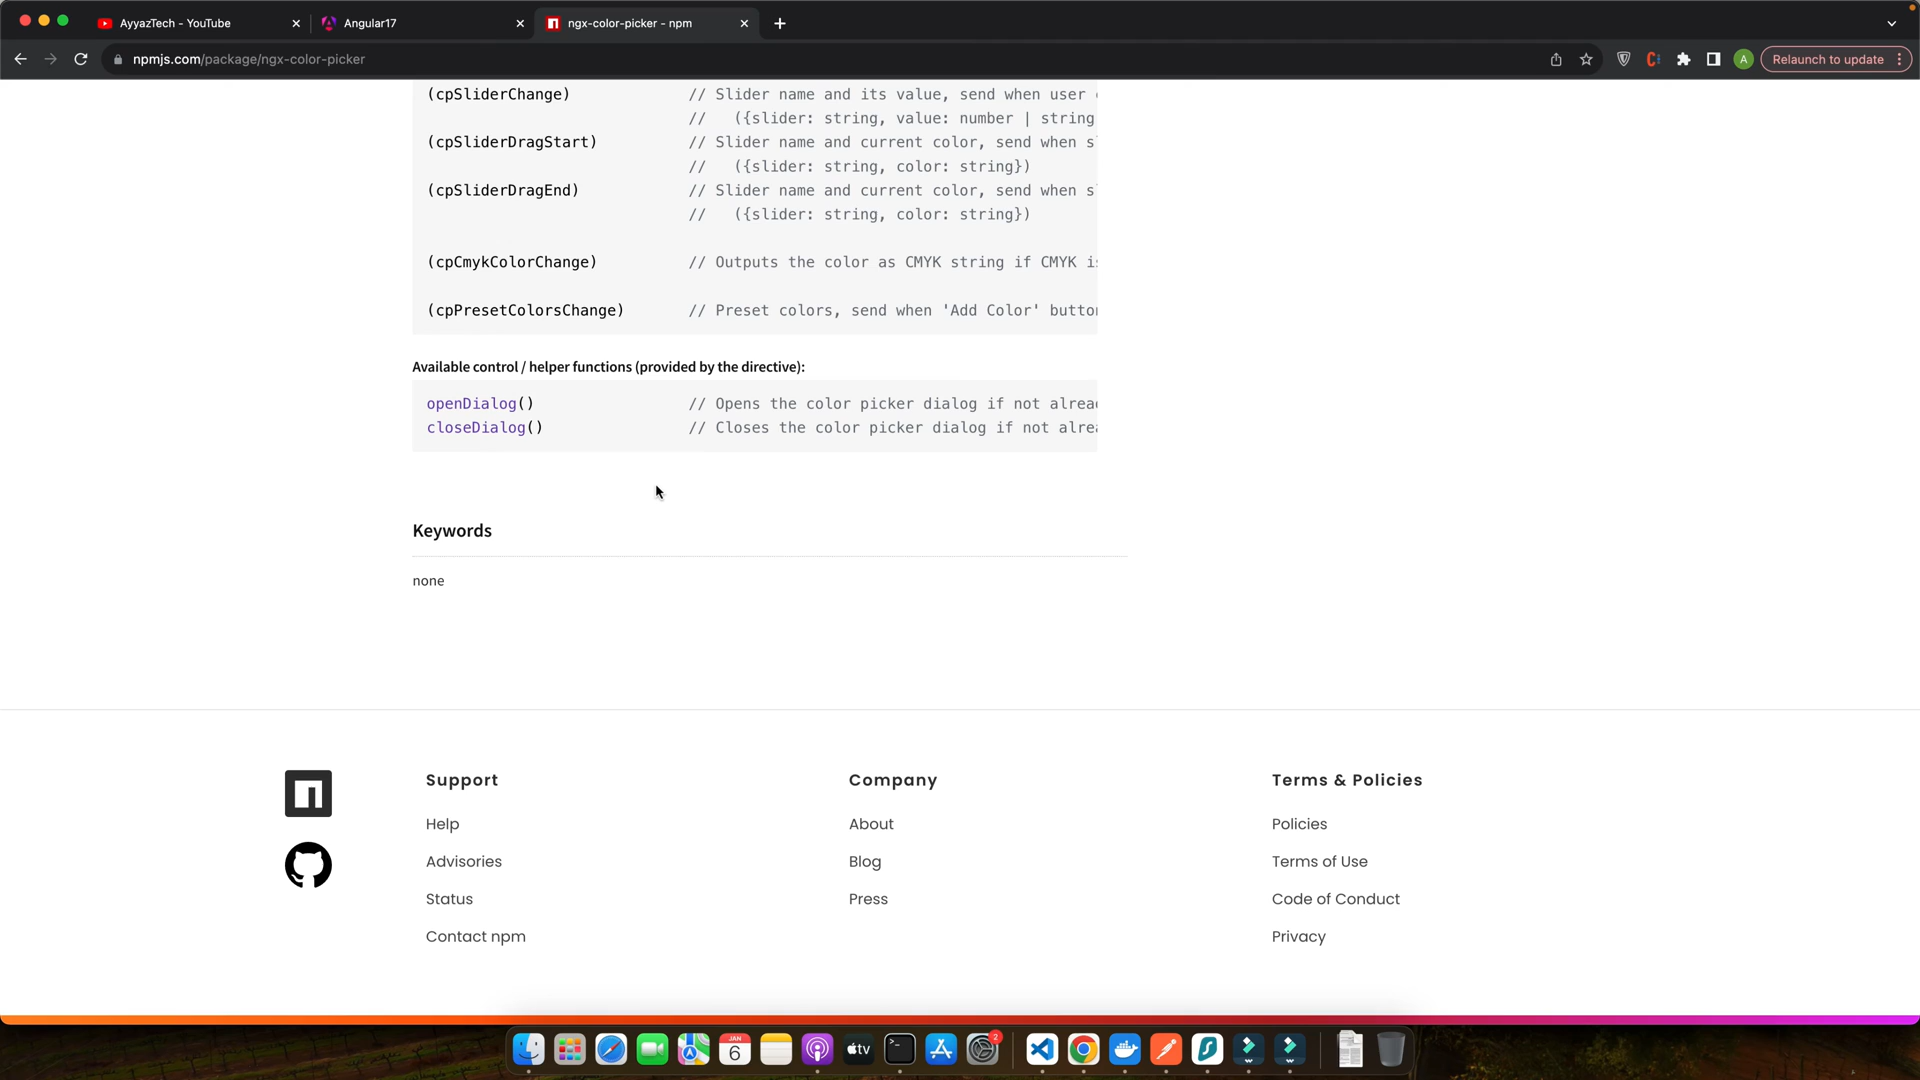 AyyazTech - YouTube
Angular17
ngx-color-picker - npm
npmjs.com/package/ngx-color-picker
A
Relaunch to update
(cpSliderChange) // Slider name and its value, send when user
// ({slider: string, value: number | string
(cpSliderDragStart) // Slider name and current color, send when
// ({slider: string, color: string})
(cpSliderDragEnd) // Slider name and current color, send when
// ({slider: string, color: string})
(cpCmykColorChange) // Outputs the color as CMYK string if CMYK
(cpPresetColorsChange) // Preset colors, send when 'Add Color'
Available control / helper functions (provided by the directive):
openDialog() // Opens the color picker dialog if not
closeDialog() // Closes the color picker dialog if not
Keywords
none
Support
Help
Advisories
Status
Contact npm
Company
About
Blog
Press
Terms & Policies
Policies
Terms of Use
Code of Conduct
Privacy
JAN
6
tv
2